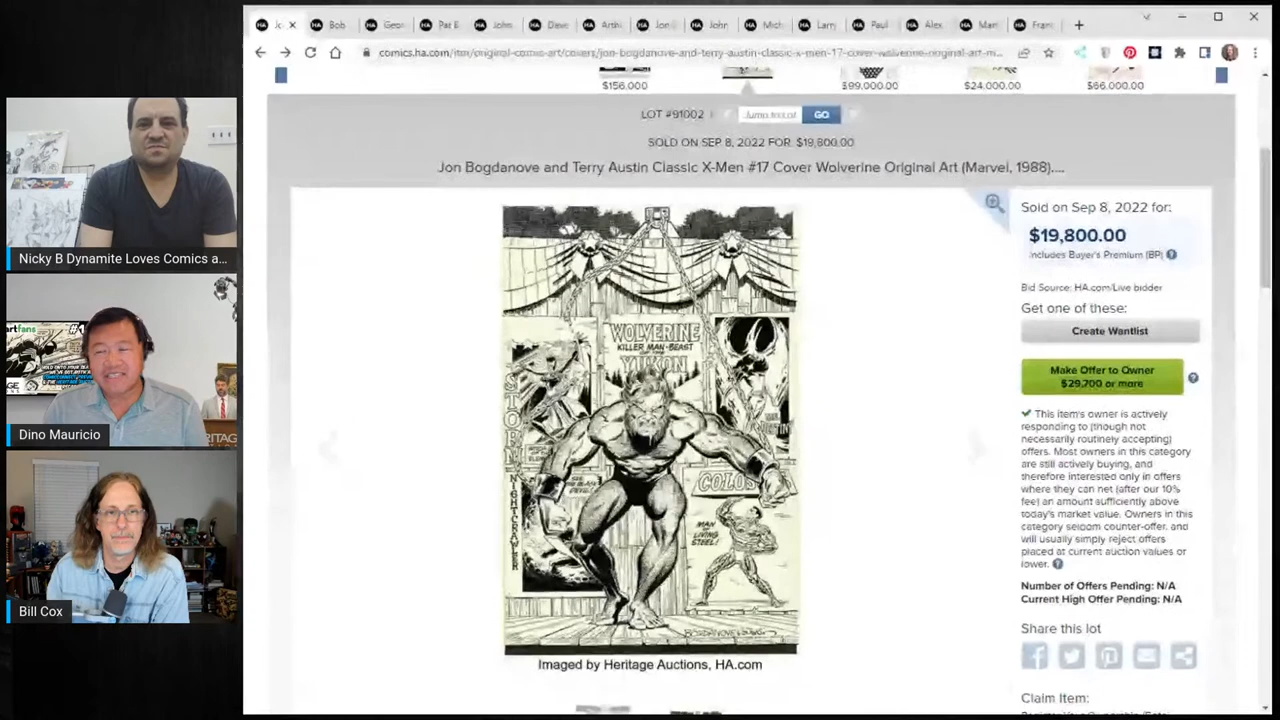 Bob
John
Paul
Alex
comics.ha.com/itm/original-comic-art/covers/jon-bogdanove-and-terry-austin-classic-x-men-17-cover-wolverine-original-art-m...
$156,000
$99,000.00
$24,000.00
$66,000.00
LOT #91002
GO
SOLD ON SEP 8, 2022 FOR: $19,800.00
Jon Bogdanove and Terry Austin Classic X-Men #17 Cover Wolverine Original Art (Marvel, 1988)....
Sold on Sep 8, 2022 for:
$19,800.00
Includes Buyer's Premium (BP)
Bid Source: HA.com/Live bidder
Get one of these:
Create Wantlist
Make Offer to Owner
$29,700 or more
This item's owner is actively
responding to (though not
necessarily routinely accepting)
offers. Most owners in this category
are still actively buying, and
therefore interested only in offers
where they can net (after our 10%
fee) an amount sufficiently above
today's market value. Owners in this
category seldom counter-offer, and
will usually simply reject offers
placed at current auction values or
lower.
Number of Offers Pending: N/A
Current High Offer Pending: N/A
Share this lot
Claim Item:
WOLVERINE
KILLER MAN-BEAST
OF THE
YUKON
STORM
NIGHTCRAWLER
COLOS
MAN
OF
LIVING
STEEL!
Imaged by Heritage Auctions, HA.com
Nicky B Dynamite Loves Comics a...
artfans
Dino Mauricio
Bill Cox